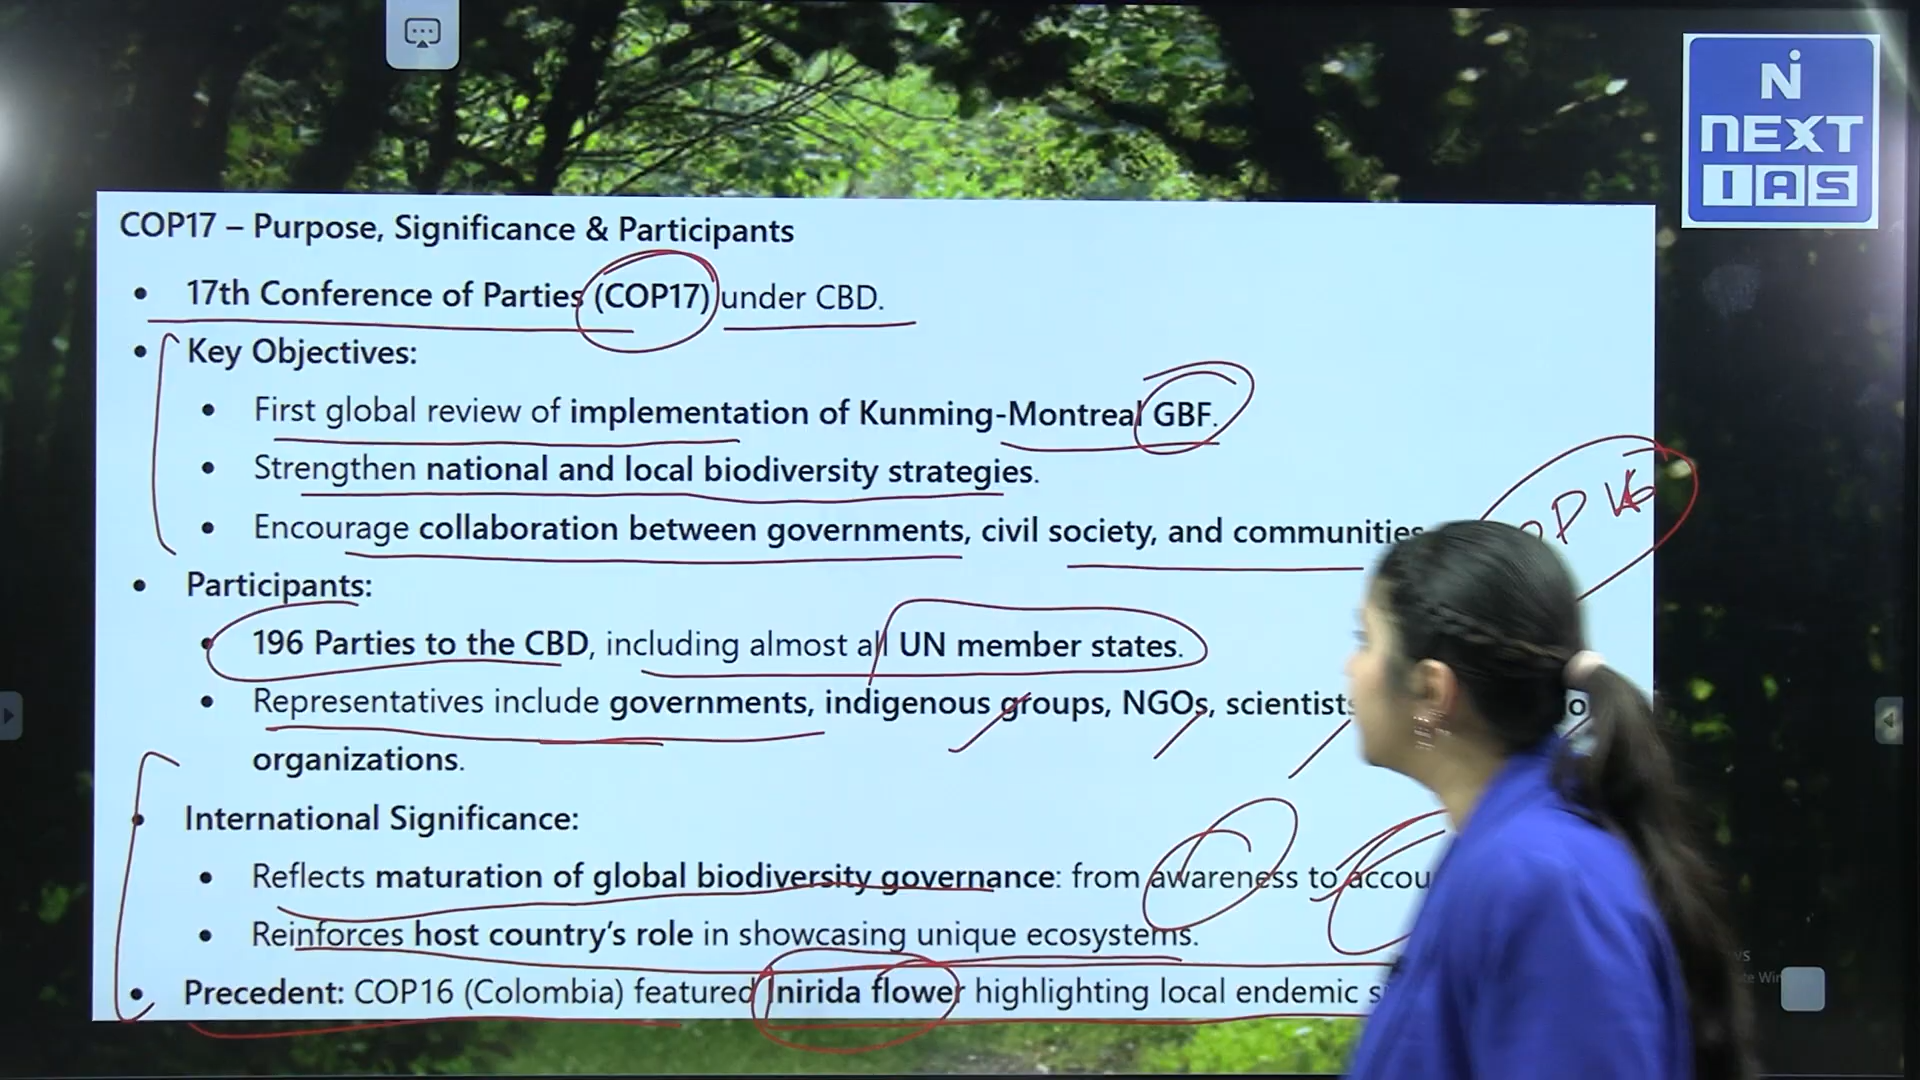 N
NEXT
IAS
COP17 – Purpose, Significance & Participants
• 17th Conference of Parties (COP17) under CBD.
• Key Objectives:
• First global review of implementation of Kunming-Montreal GBF.
• Strengthen national and local biodiversity strategies.
• Encourage collaboration between governments, civil society, and communities
OP 16
• Participants:
• 196 Parties to the CBD, including almost all UN member states.
• Representatives include governments, indigenous groups, NGOs, scientists
organizations.
• International Significance:
• Reflects maturation of global biodiversity governance: from awareness to accou
• Reinforces host country's role in showcasing unique ecosystems.
• Precedent: COP16 (Colombia) featured Inirida flower highlighting local endemic